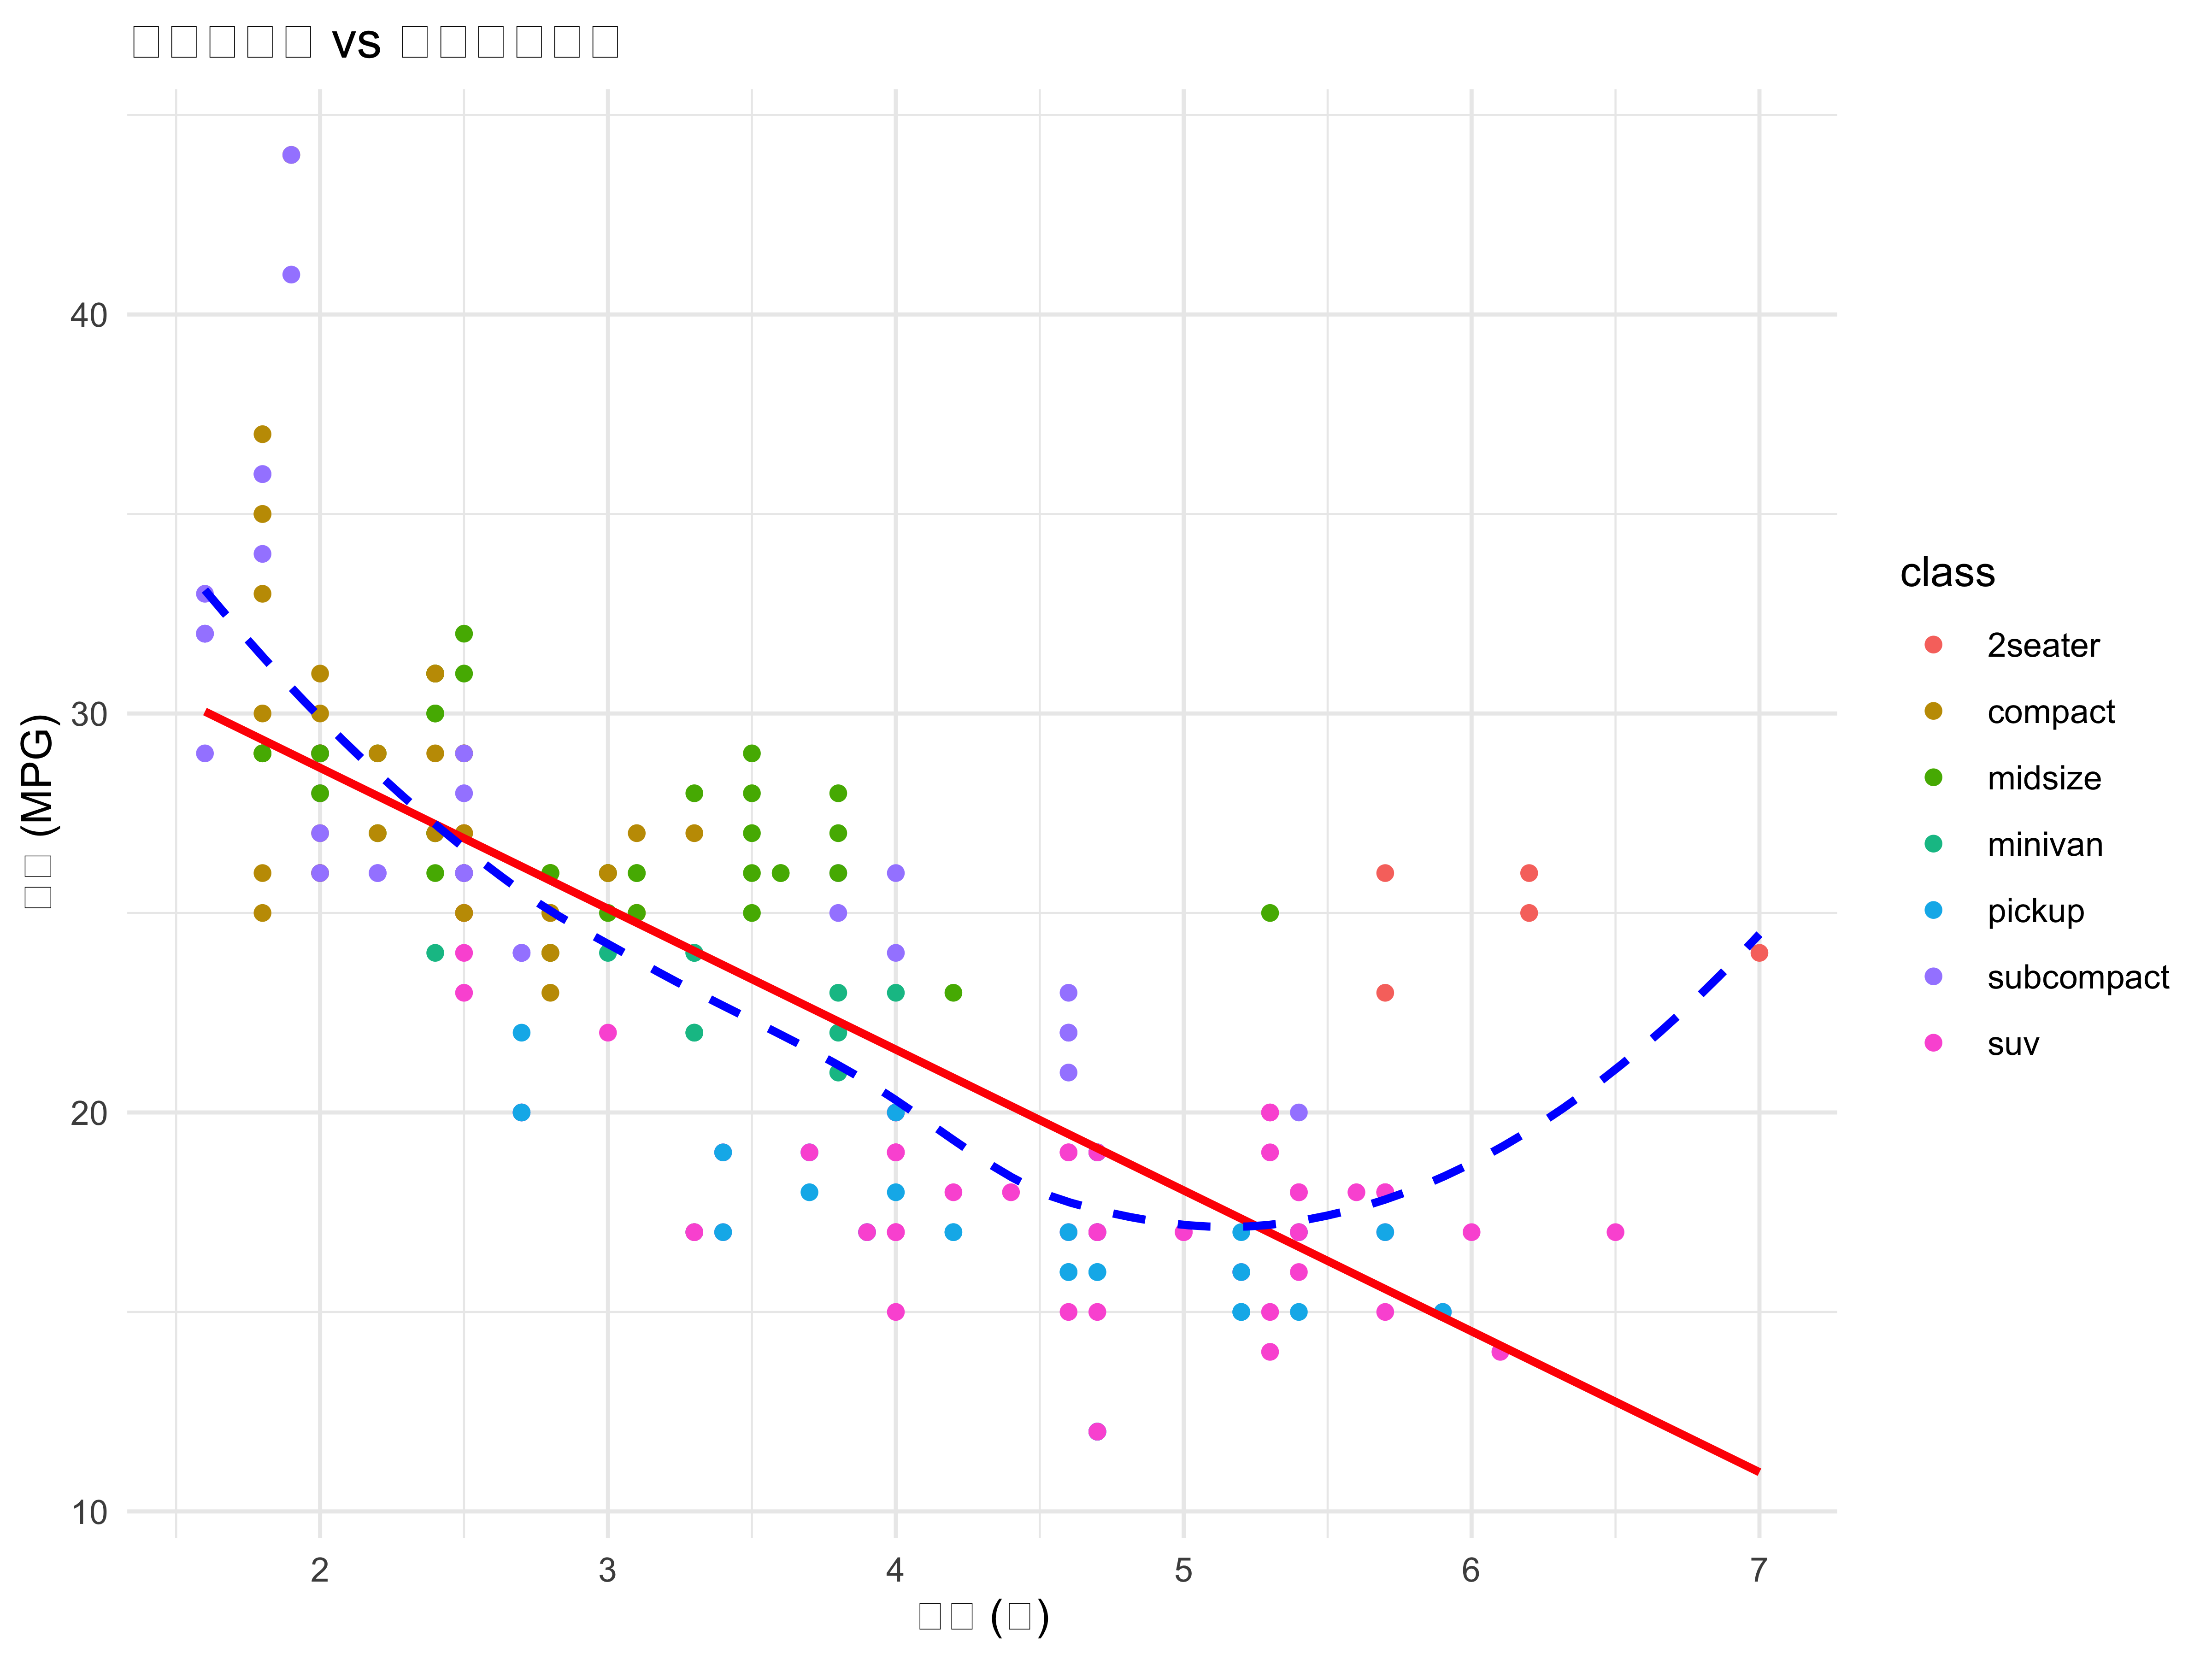 vs
40
30
20
10
(MPG)
2 3 4 5 6 7
class
2seater
compact
midsize
minivan
pickup
subcompact
suv